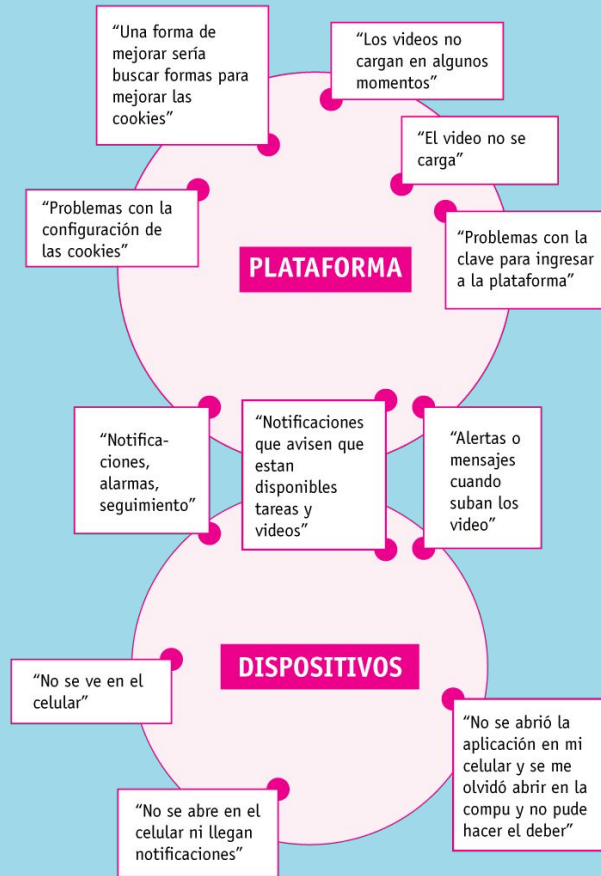 “Una forma de
mejorar sería
buscar formas para
mejorar las
cookies”
“Los videos no
cargan en algunos
momentos”
“El video no se
carga”
“Problemas con la
configuración de
las cookies”
“Problemas con la
clave para ingresar
a la plataforma”
PLATAFORMA
“Notifica-
ciones,
alarmas,
seguimiento”
“Notificaciones
que avisen que
estan
disponibles
tareas y
videos”
“Alertas o
mensajes
cuando
suban los
video”
DISPOSITIVOS
“No se ve en el
celular”
“No se abrió la
aplicación en mi
celular y se me
olvidó abrir en la
compu y no pude
hacer el deber”
“No se abre en el
celular ni llegan
notificaciones”